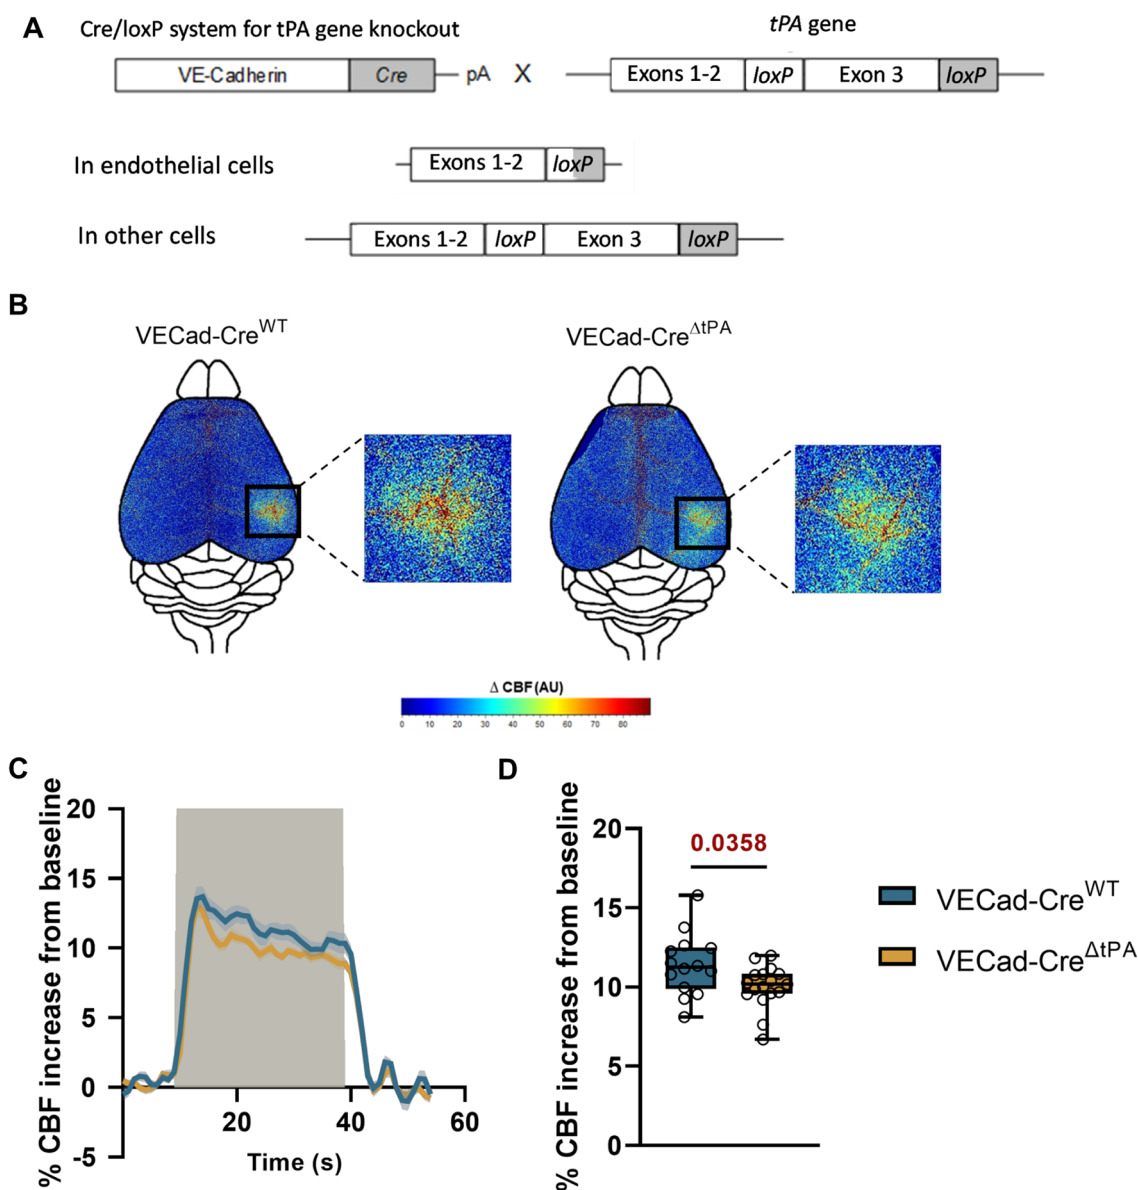 A
Cre/loxP system for tPA gene knockout
tPA gene
VE-Cadherin Cre pA X Exons 1-2 loxP Exon 3 loxP
In endothelial cells Exons 1-2 loxP
In other cells Exons 1-2 loxP Exon 3 loxP
B
VECad-Cre^WT
VECad-Cre^ΔtPA
Δ CBF(AU)
0 10 20 30 40 50 60 70 80
C
% CBF increase from baseline
20
15
10
5
0
-5
20 40 60
Time (s)
D
% CBF increase from baseline
20
15
10
5
0
0.0358
VECad-Cre^WT
VECad-Cre^ΔtPA